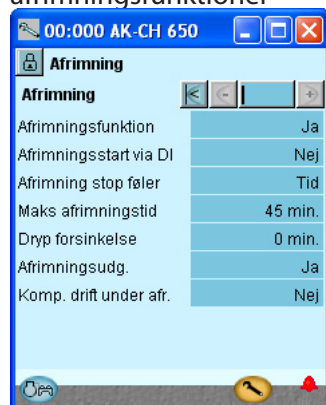 afrimningsfunktioner
00:000 AK-CH 650
Afrimning
Afrimning
Afrimningsfunktion Ja
Afrimningsstart via DI Nej
Afrimning stop føler Tid
Maks afrimningstid 45 min.
Dryp forsinkelse 0 min.
Afrimningsudg. Ja
Komp. drift under afr. Nej